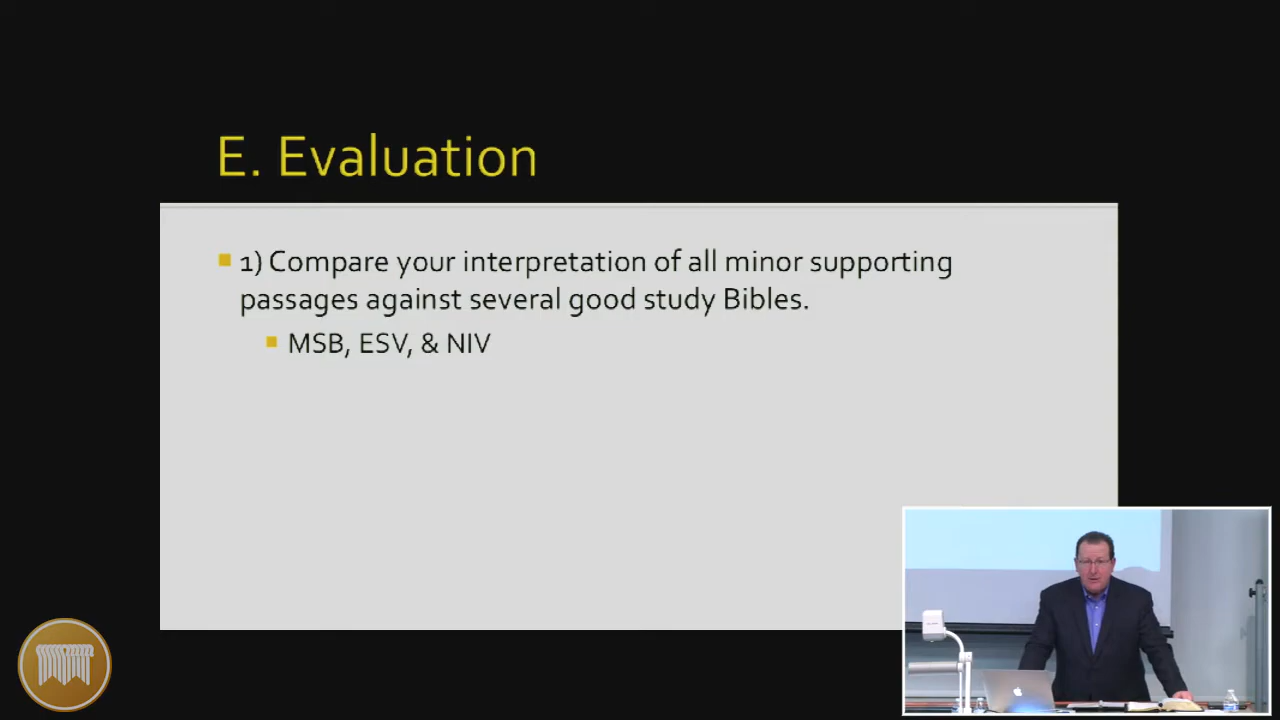 E. Evaluation
1) Compare your interpretation of all minor supporting
passages against several good study Bibles.
MSB, ESV, & NIV